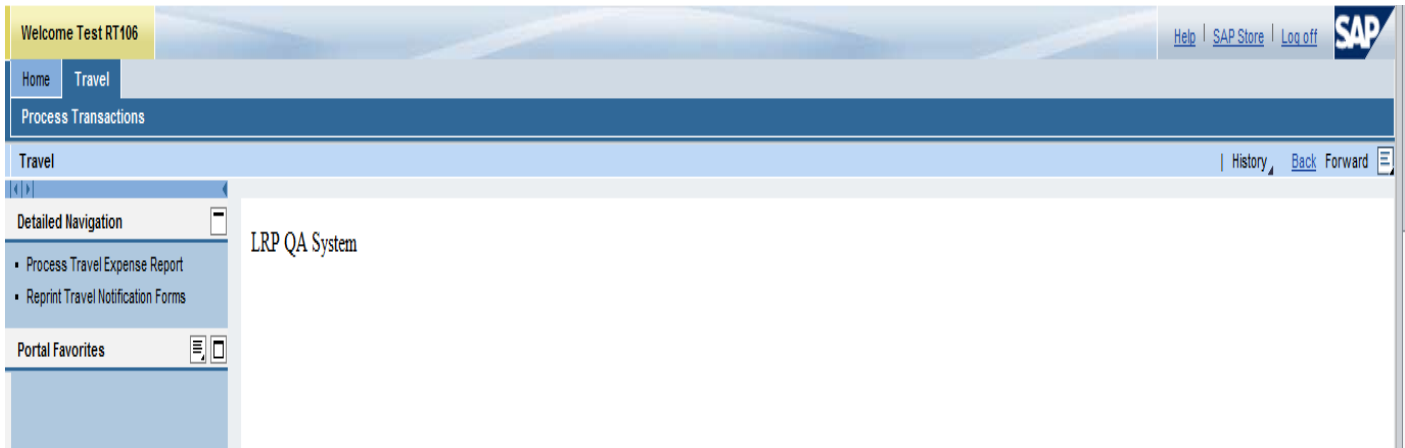 Welcome Test RT106
Help | SAP Store | Log off
SAP
Home Travel
Process Transactions
Travel
| History Back Forward
Detailed Navigation
LRP QA System
▪ Process Travel Expense Report
▪ Reprint Travel Notification Forms
Portal Favorites